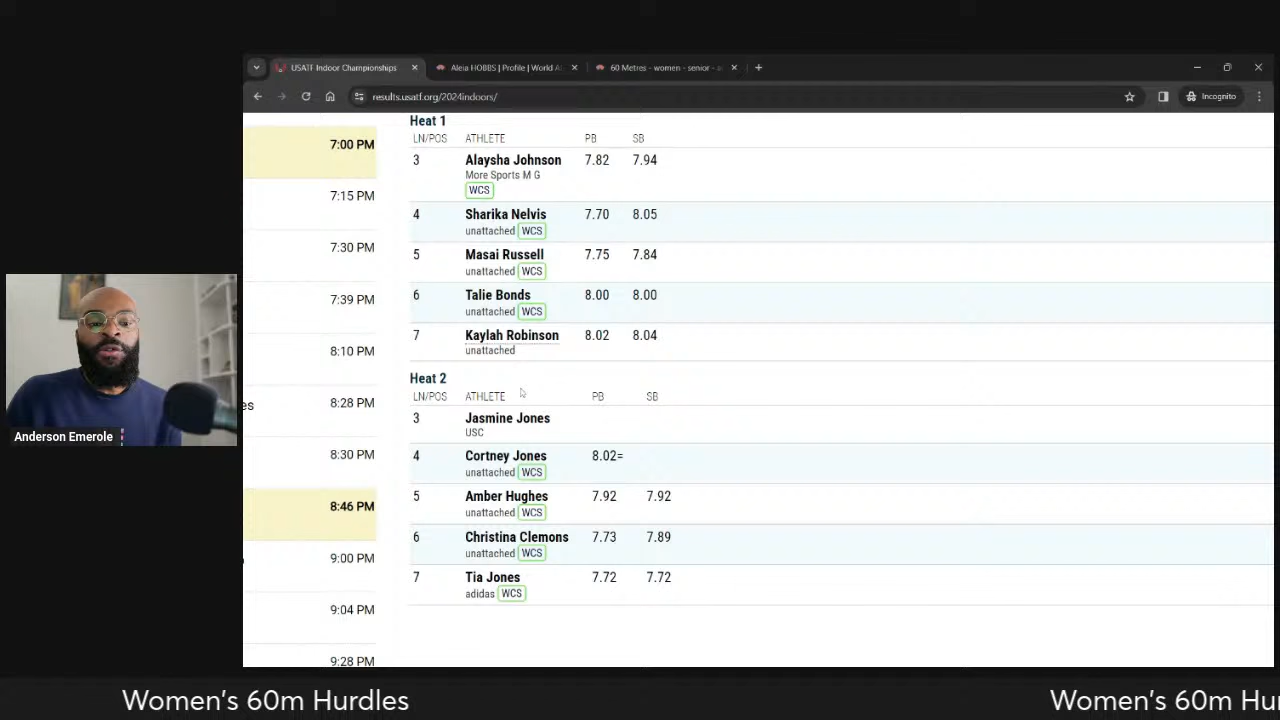 USATF Indoor Championships
Aleia HOBBS | Profile | World A
60 Metres - women - senior -
results.usatf.org/2024indoors/
Incognito
7:00 PM
7:15 PM
7:30 PM
7:39 PM
8:10 PM
es
8:28 PM
8:30 PM
8:46 PM
9:00 PM
9:04 PM
9:28 PM
Heat 1
LN/POS ATHLETE PB SB
3 Alaysha Johnson 7.82 7.94
More Sports M G
WCS
4 Sharika Nelvis 7.70 8.05
unattached WCS
5 Masai Russell 7.75 7.84
unattached WCS
6 Talie Bonds 8.00 8.00
unattached WCS
7 Kaylah Robinson 8.02 8.04
unattached
Heat 2
LN/POS ATHLETE PB SB
3 Jasmine Jones
USC
4 Cortney Jones 8.02=
unattached WCS
5 Amber Hughes 7.92 7.92
unattached WCS
6 Christina Clemons 7.73 7.89
unattached WCS
7 Tia Jones 7.72 7.72
adidas WCS
Anderson Emerole
Women's 60m Hurdles
Women's 60m Hur